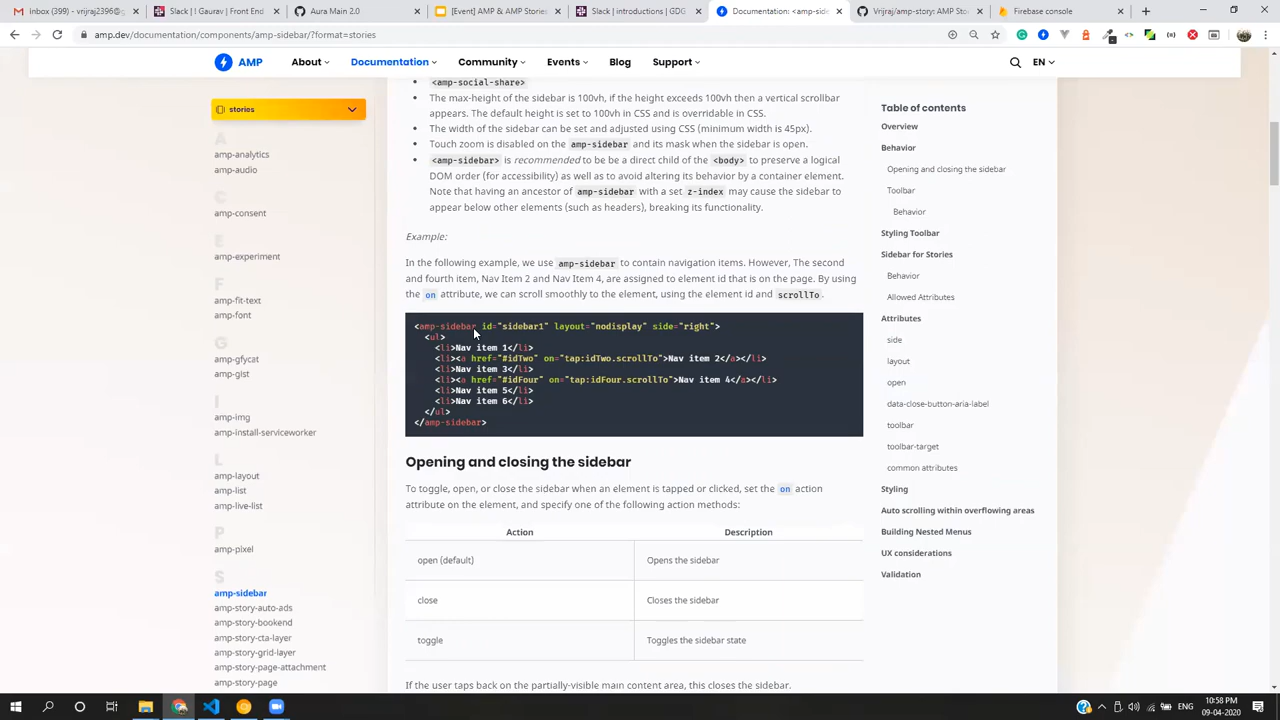 Inbox (399) - vrijraj2396@g
Slack | Gaurav | Front End
Aura Main 2.0
[Event] AMP & AMP Stories
Slack | introductions | GDG
Documentation: <amp-side
Vrijraj/temp-story: AMP Sto
Firebase console
amp.dev/documentation/components/amp-sidebar/?format=stories
AMP
About
Documentation
Community
Events
Blog
Support
EN
stories
A
amp-analytics
amp-audio
C
amp-consent
E
amp-experiment
F
amp-fit-text
amp-font
G
amp-gfycat
amp-gist
I
amp-img
amp-install-serviceworker
L
amp-layout
amp-list
amp-live-list
P
amp-pixel
S
amp-sidebar
amp-story-auto-ads
amp-story-bookend
amp-story-cta-layer
amp-story-grid-layer
amp-story-page-attachment
amp-story-page
<amp-social-share>
• The max-height of the sidebar is 100vh, if the height exceeds 100vh then a vertical scrollbar
appears. The default height is set to 100vh in CSS and is overridable in CSS.
• The width of the sidebar can be set and adjusted using CSS (minimum width is 45px).
• Touch zoom is disabled on the amp-sidebar and its mask when the sidebar is open.
• <amp-sidebar> is recommended to be be a direct child of the <body> to preserve a logical
DOM order (for accessibility) as well as to avoid altering its behavior by a container element.
Note that having an ancestor of amp-sidebar with a set z-index may cause the sidebar to
appear below other elements (such as headers), breaking its functionality.
Example:
In the following example, we use amp-sidebar to contain navigation items. However, The second
and fourth item, Nav Item 2 and Nav Item 4, are assigned to element id that is on the page. By using
the on attribute, we can scroll smoothly to the element, using the element id and scrollTo.
<amp-sidebar id="sidebar1" layout="nodisplay" side="right">
<ul>
<li>Nav item 1</li>
<li><a href="#idTwo" on="tap:idTwo.scrollTo">Nav item 2</a></li>
<li>Nav item 3</li>
<li><a href="#idFour" on="tap:idFour.scrollTo">Nav item 4</a></li>
<li>Nav item 5</li>
<li>Nav item 6</li>
</ul>
</amp-sidebar>
Opening and closing the sidebar
To toggle, open, or close the sidebar when an element is tapped or clicked, set the on action
attribute on the element, and specify one of the following action methods:
Action Description
open (default) Opens the sidebar
close Closes the sidebar
toggle Toggles the sidebar state
If the user taps back on the partially-visible main content area, this closes the sidebar.
Table of contents
Overview
Behavior
Opening and closing the sidebar
Toolbar
Behavior
Styling Toolbar
Sidebar for Stories
Behavior
Allowed Attributes
Attributes
side
layout
open
data-close-button-aria-label
toolbar
toolbar-target
common attributes
Styling
Auto scrolling within overflowing areas
Building Nested Menus
UX considerations
Validation
ENG
10:58 PM
09-04-2020